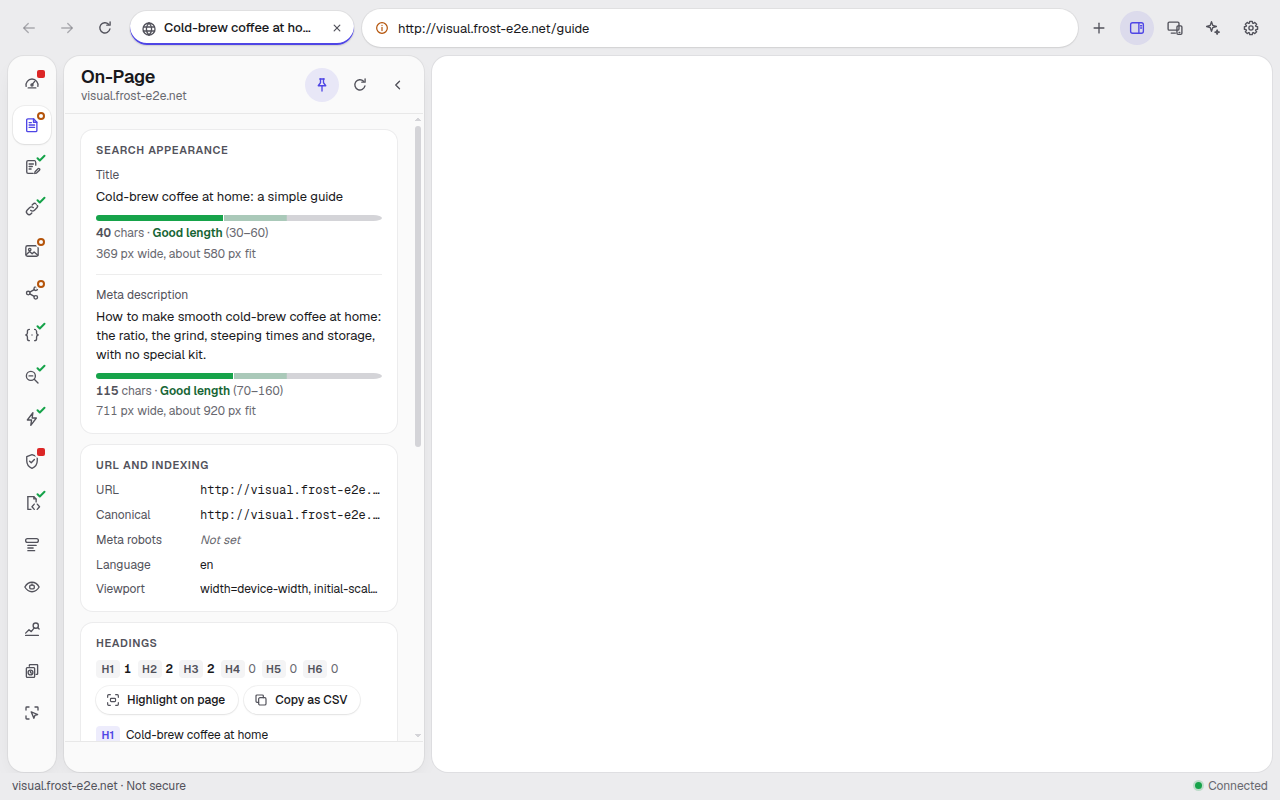 Cold-brew coffee at ho…
http://visual.frost-e2e.net/guide
On-Page
visual.frost-e2e.net
SEARCH APPEARANCE
Title
Cold-brew coffee at home: a simple guide
40 chars · Good length (30–60)
369 px wide, about 580 px fit
Meta description
How to make smooth cold-brew coffee at home:
the ratio, the grind, steeping times and storage,
with no special kit.
115 chars · Good length (70–160)
711 px wide, about 920 px fit
URL AND INDEXING
URL http://visual.frost-e2e.…
Canonical http://visual.frost-e2e.…
Meta robots Not set
Language en
Viewport width=device-width, initial-scal…
HEADINGS
H1 1 H2 2 H3 2 H4 0 H5 0 H6 0
Highlight on page Copy as CSV
H1 Cold-brew coffee at home
visual.frost-e2e.net · Not secure
Connected